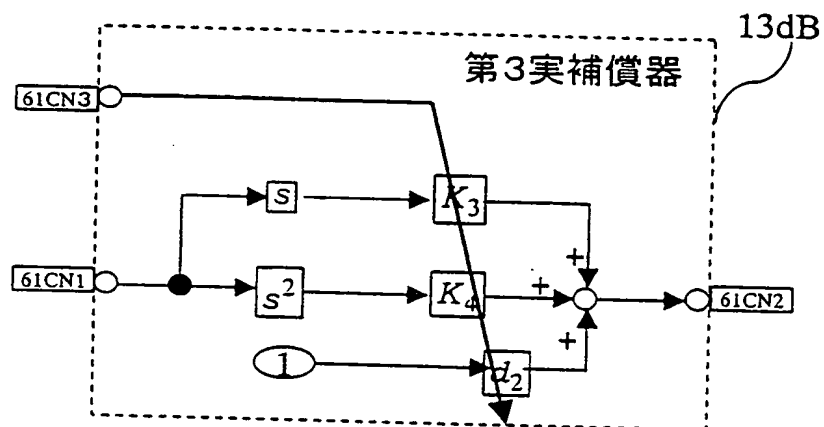 13dB
第3実補償器
61CN3
s
K₃
+
61CN1
s²
K₄
+
61CN2
+
1
d₂